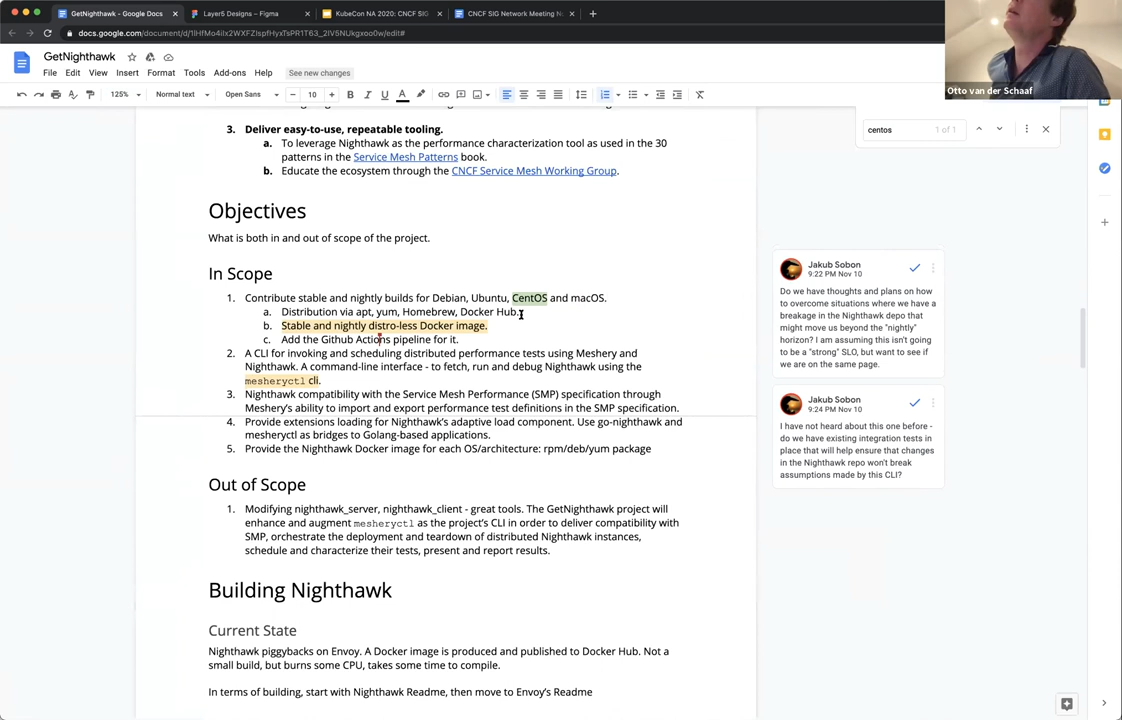 GetNighthawk - Google Docs
Layer5 Designs – Figma
KubeCon NA 2020: CNCF SIG
CNCF SIG Network Meeting N
docs.google.com/document/d/
GetNighthawk
File Edit View Insert Format Tools Add-ons Help See new changes
125% Normal text Open Sans 10
Otto van der Schaaf
centos 1 of 1
3. Deliver easy-to-use, repeatable tooling.
a. To leverage Nighthawk as the performance characterization tool as used in the 30
patterns in the Service Mesh Patterns book.
b. Educate the ecosystem through the CNCF Service Mesh Working Group.
Objectives
What is both in and out of scope of the project.
In Scope
1. Contribute stable and nightly builds for Debian, Ubuntu, CentOS and macOS.
a. Distribution via apt, yum, Homebrew, Docker Hub.
b. Stable and nightly distro-less Docker image.
c. Add the Github Actions pipeline for it.
2. A CLI for invoking and scheduling distributed performance tests using Meshery and
Nighthawk. A command-line interface - to fetch, run and debug Nighthawk using the
mesheryctl cli.
3. Nighthawk compatibility with the Service Mesh Performance (SMP) specification through
Meshery's ability to import and export performance test definitions in the SMP specification.
4. Provide extensions loading for Nighthawk's adaptive load component. Use go-nighthawk and
mesheryctl as bridges to Golang-based applications.
5. Provide the Nighthawk Docker image for each OS/architecture: rpm/deb/yum package
Out of Scope
1. Modifying nighthawk_server, nighthawk_client - great tools. The GetNighthawk project will
enhance and augment mesheryctl as the project's CLI in order to deliver compatibility with
SMP, orchestrate the deployment and teardown of distributed Nighthawk instances,
schedule and characterize their tests, present and report results.
Building Nighthawk
Current State
Nighthawk piggybacks on Envoy. A Docker image is produced and published to Docker Hub. Not a
small build, but burns some CPU, takes some time to compile.
In terms of building, start with Nighthawk Readme, then move to Envoy's Readme
Jakub Sobon
9:22 PM Nov 10
Do we have thoughts and plans on how
to overcome situations where we have a
breakage in the Nighthawk depo that
might move us beyond the "nightly"
horizon? I am assuming this isn't going
to be a "strong" SLO, but want to see if
we are on the same page.
Jakub Sobon
9:24 PM Nov 10
I have not heard about this one before -
do we have existing integration tests in
place that will help ensure that changes
in the Nighthawk repo won't break
assumptions made by this CLI?